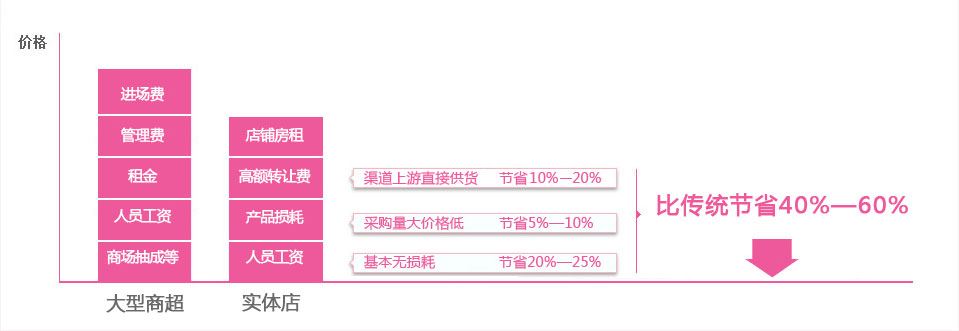 价格
进场费
管理费
租金
人员工资
商场抽成等
大型商超
店铺房租
高额转让费
产品损耗
人员工资
实体店
渠道上游直接供货 节省10%—20%
采购量大价格低 节省5%—10%
基本无损耗 节省20%—25%
比传统节省40%—60%